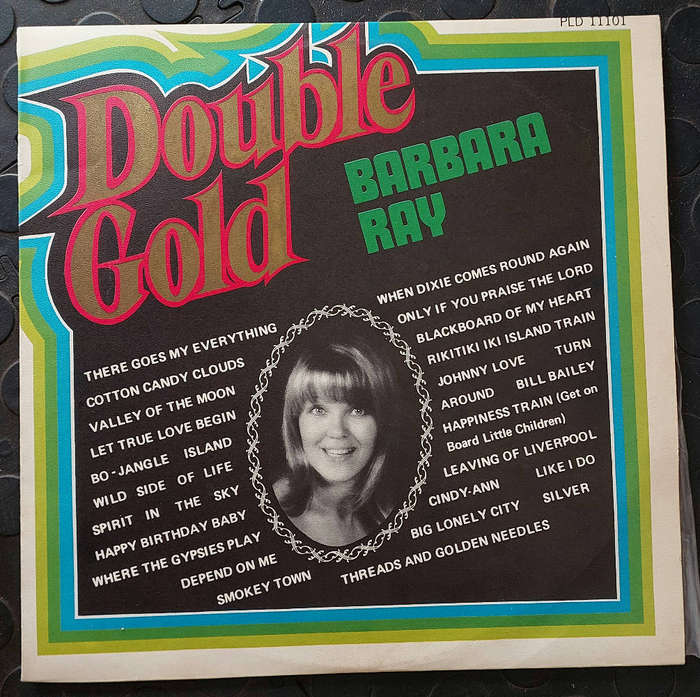 PLD 11101
Double
Gold
BARBARA
RAY
THERE GOES MY EVERYTHING
COTTON CANDY CLOUDS
VALLEY OF THE MOON
LET TRUE LOVE BEGIN
BO-JANGLE ISLAND
WILD SIDE OF LIFE
SPIRIT IN THE SKY
HAPPY BIRTHDAY BABY
WHERE THE GYPSIES PLAY
DEPEND ON ME
SMOKEY TOWN
WHEN DIXIE COMES ROUND AGAIN
ONLY IF YOU PRAISE THE LORD
BLACKBOARD OF MY HEART
RIKITIKI IKI ISLAND TRAIN
JOHNNY LOVE TURN
AROUND BILL BAILEY
HAPPINESS TRAIN (Get on
Board Little Children)
LEAVING OF LIVERPOOL
CINDY-ANN LIKE I DO
BIG LONELY CITY SILVER
THREADS AND GOLDEN NEEDLES